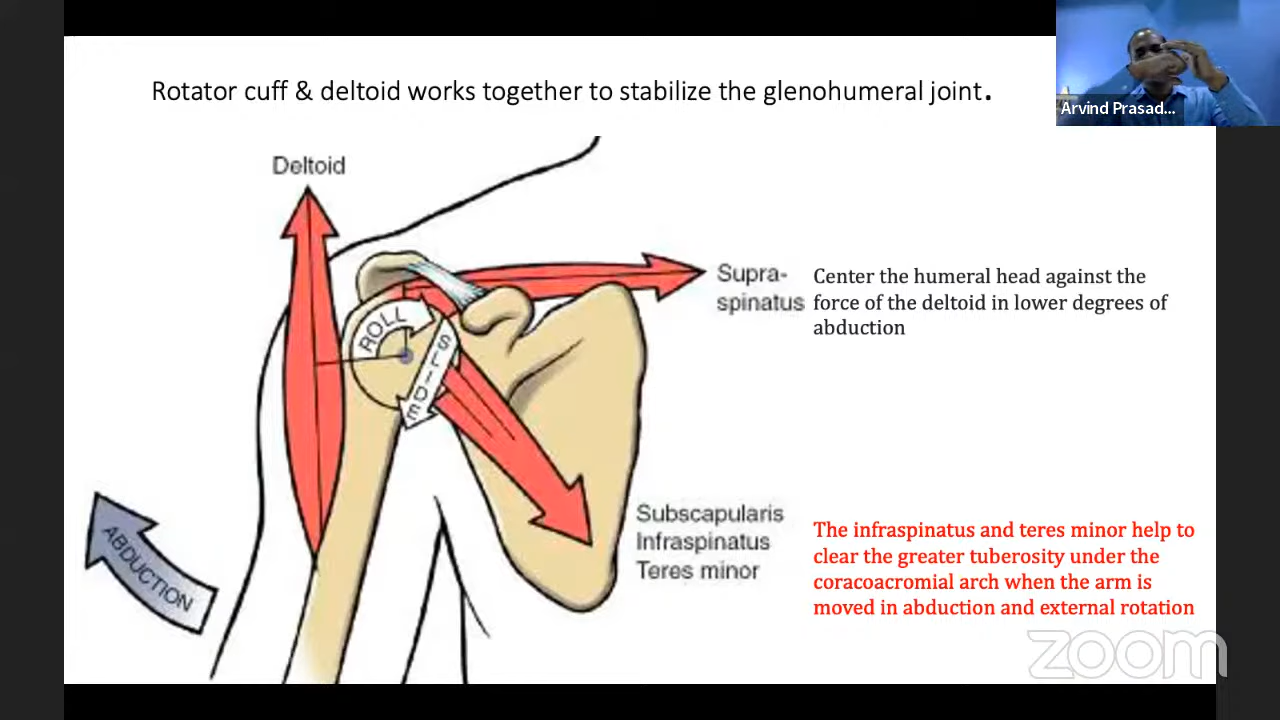 Rotator cuff & deltoid works together to stabilize the glenohumeral joint.
Arvind Prasad...
Deltoid
Supra-
spinatus
Center the humeral head against the
force of the deltoid in lower degrees of
abduction
ROLL
SLIDE
ABDUCTION
Subscapularis
Infraspinatus
Teres minor
The infraspinatus and teres minor help to
clear the greater tuberosity under the
coracoacromial arch when the arm is
moved in abduction and external rotation
zoom